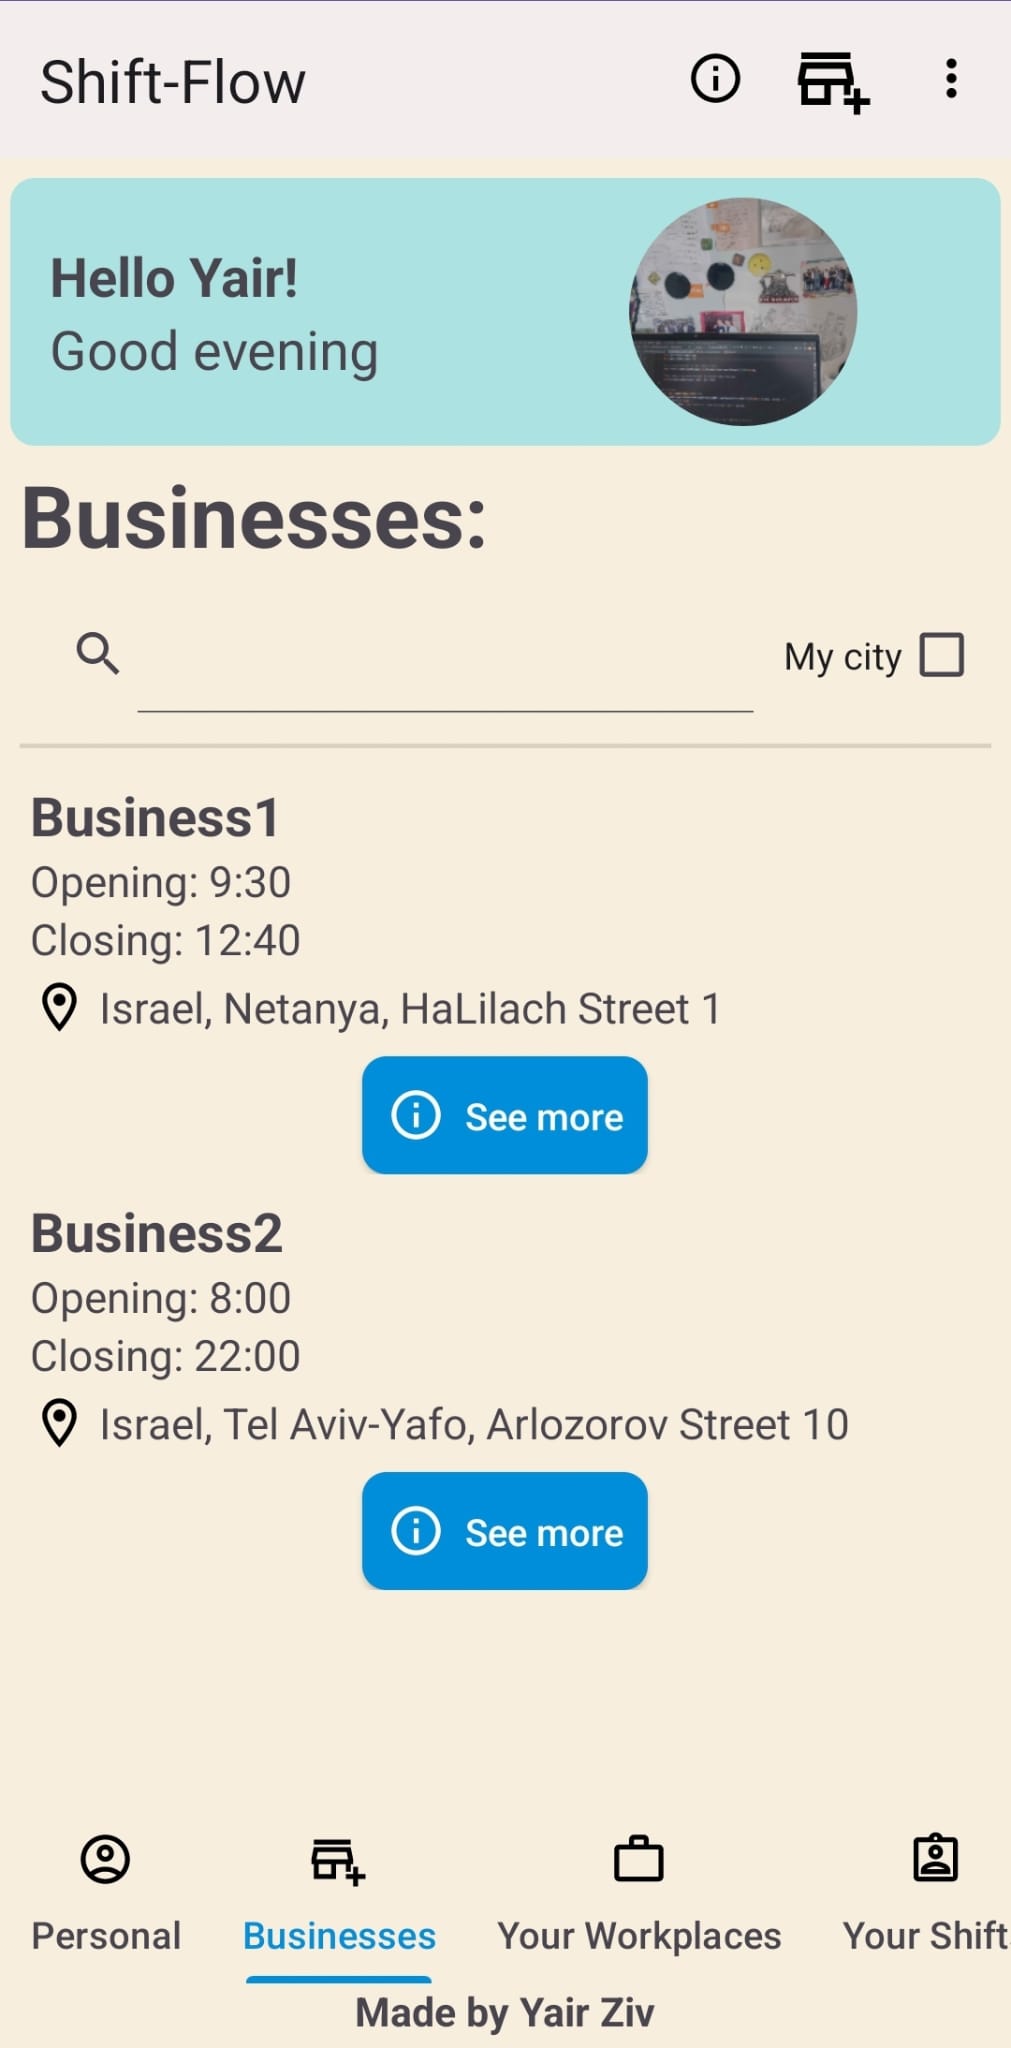 Shift-Flow
Hello Yair!
Good evening
Businesses:
My city
Business1
Opening: 9:30
Closing: 12:40
Israel, Netanya, HaLilach Street 1
See more
Business2
Opening: 8:00
Closing: 22:00
Israel, Tel Aviv-Yafo, Arlozorov Street 10
See more
Personal
Businesses
Your Workplaces
Your Shift
Made by Yair Ziv